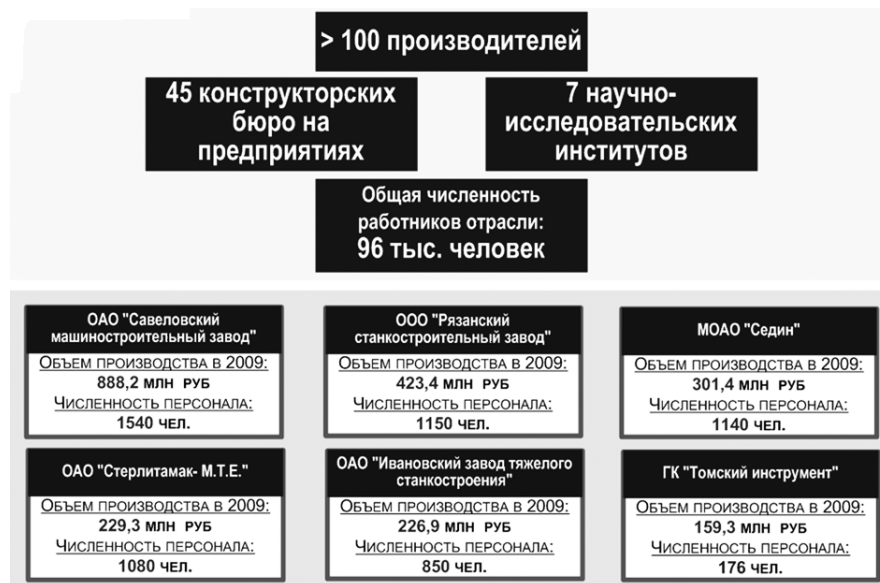 > 100 производителей
45 конструкторских
бюро на
предприятиях
7 научно-
исследовательских
институтов
Общая численность
работников отрасли:
96 тыс. человек
ОАО "Савеловский
машиностроительный завод"
ОБЪЕМ ПРОИЗВОДСТВА В 2009:
888,2 МЛН РУБ
ЧИСЛЕННОСТЬ ПЕРСОНАЛА:
1540 ЧЕЛ.
ООО "Рязанский
станкостроительный завод"
ОБЪЕМ ПРОИЗВОДСТВА В 2009:
423,4 МЛН РУБ
ЧИСЛЕННОСТЬ ПЕРСОНАЛА:
1150 ЧЕЛ.
МОАО "Седин"
ОБЪЕМ ПРОИЗВОДСТВА В 2009:
301,4 МЛН РУБ
ЧИСЛЕННОСТЬ ПЕРСОНАЛА:
1140 ЧЕЛ.
ОАО "Стерлитамак- М.Т.Е."
ОБЪЕМ ПРОИЗВОДСТВА В 2009:
229,3 МЛН РУБ
ЧИСЛЕННОСТЬ ПЕРСОНАЛА:
1080 ЧЕЛ.
ОАО "Ивановский завод тяжелого
станкостроения"
ОБЪЕМ ПРОИЗВОДСТВА В 2009:
226,9 МЛН РУБ
ЧИСЛЕННОСТЬ ПЕРСОНАЛА:
850 ЧЕЛ.
ГК "Томский инструмент"
ОБЪЕМ ПРОИЗВОДСТВА В 2009:
159,3 МЛН РУБ
ЧИСЛЕННОСТЬ ПЕРСОНАЛА:
176 ЧЕЛ.